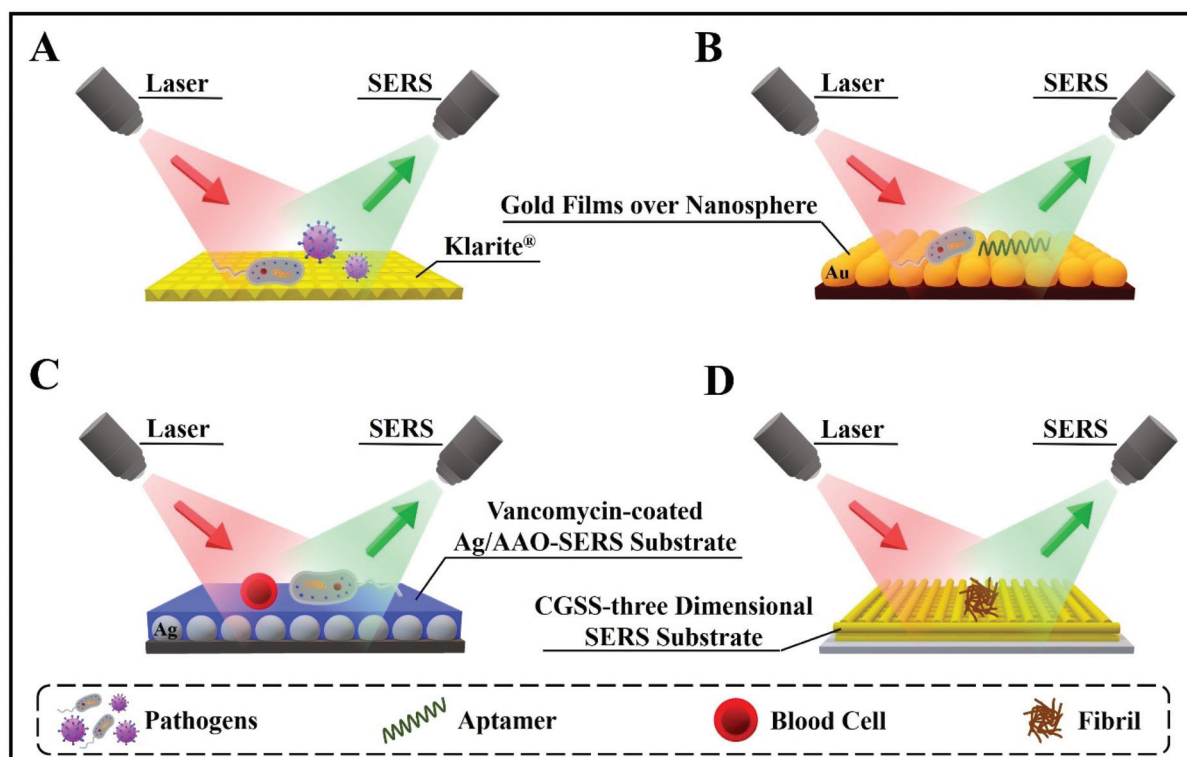 A
Laser
SERS
Klarite®
B
Laser
SERS
Gold Films over Nanosphere
Au
C
Laser
SERS
Vancomycin-coated
Ag/AAO-SERS Substrate
Ag
D
Laser
SERS
CGSS-three Dimensional
SERS Substrate
Pathogens
Aptamer
Blood Cell
Fibril